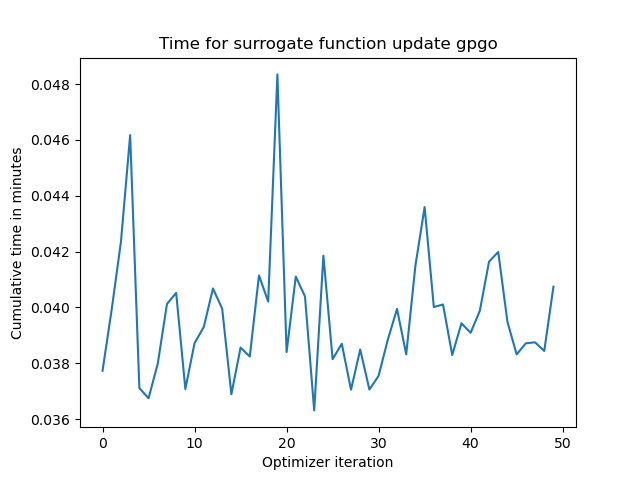 Time for surrogate function update gpgo
Cumulative time in minutes
0.048
0.046
0.044
0.042
0.040
0.038
0.036
0 10 20 30 40 50
Optimizer iteration